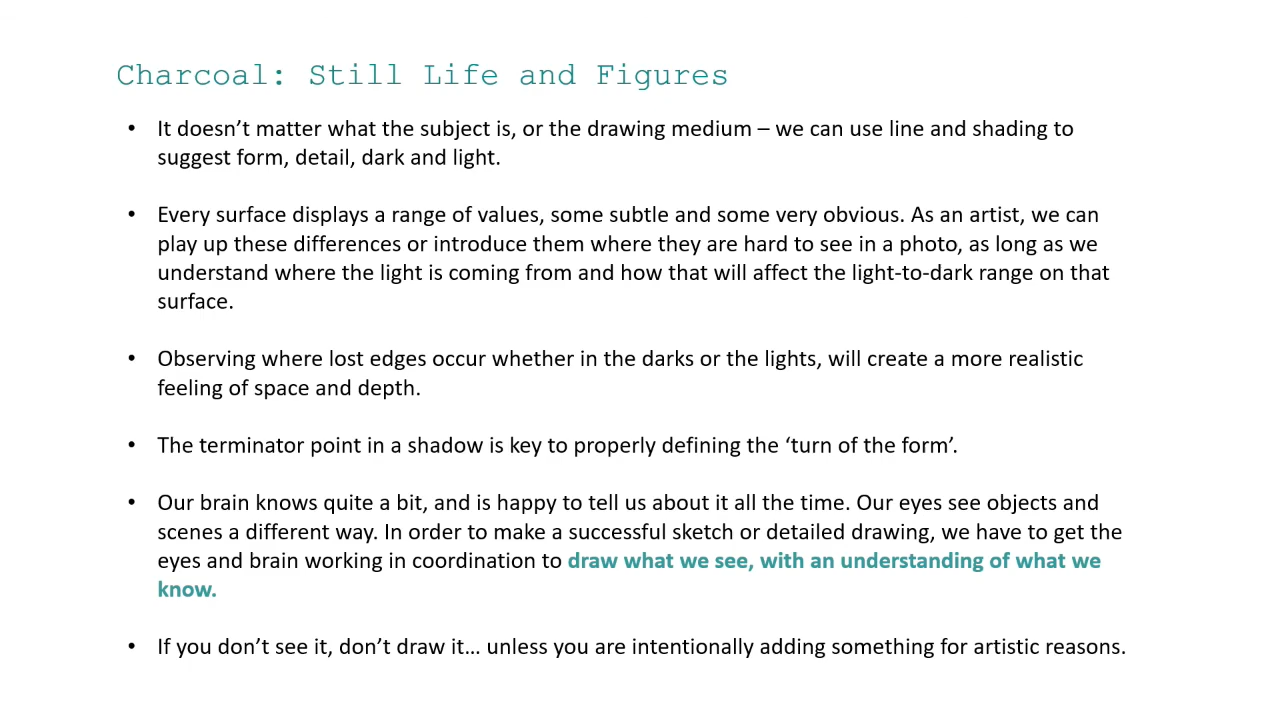 Charcoal: Still Life and Figures
• It doesn’t matter what the subject is, or the drawing medium – we can use line and shading to
suggest form, detail, dark and light.
• Every surface displays a range of values, some subtle and some very obvious. As an artist, we can
play up these differences or introduce them where they are hard to see in a photo, as long as we
understand where the light is coming from and how that will affect the light-to-dark range on that
surface.
• Observing where lost edges occur whether in the darks or the lights, will create a more realistic
feeling of space and depth.
• The terminator point in a shadow is key to properly defining the ‘turn of the form’.
• Our brain knows quite a bit, and is happy to tell us about it all the time. Our eyes see objects and
scenes a different way. In order to make a successful sketch or detailed drawing, we have to get the
eyes and brain working in coordination to draw what we see, with an understanding of what we
know.
• If you don’t see it, don’t draw it… unless you are intentionally adding something for artistic reasons.